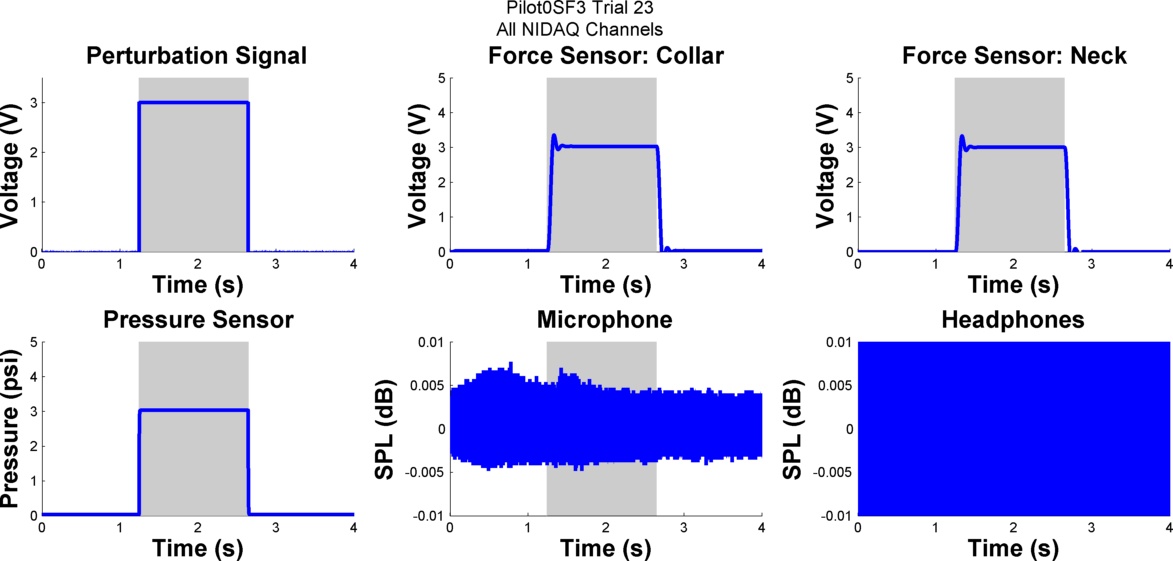 Pilot0SF3 Trial 23
All NIDAQ Channels
Perturbation Signal
Voltage (V)
3
2
1
0
0 1 2 3 4
Time (s)
Force Sensor: Collar
Voltage (V)
5
4
3
2
1
0
0 1 2 3 4
Time (s)
Force Sensor: Neck
Voltage (V)
5
4
3
2
1
0
0 1 2 3 4
Time (s)
Pressure Sensor
Pressure (psi)
5
4
3
2
1
0
0 1 2 3 4
Time (s)
Microphone
SPL (dB)
0.01
0.005
0
-0.005
-0.01
0 1 2 3 4
Time (s)
Headphones
SPL (dB)
0.01
0.005
0
-0.005
-0.01
0 1 2 3 4
Time (s)